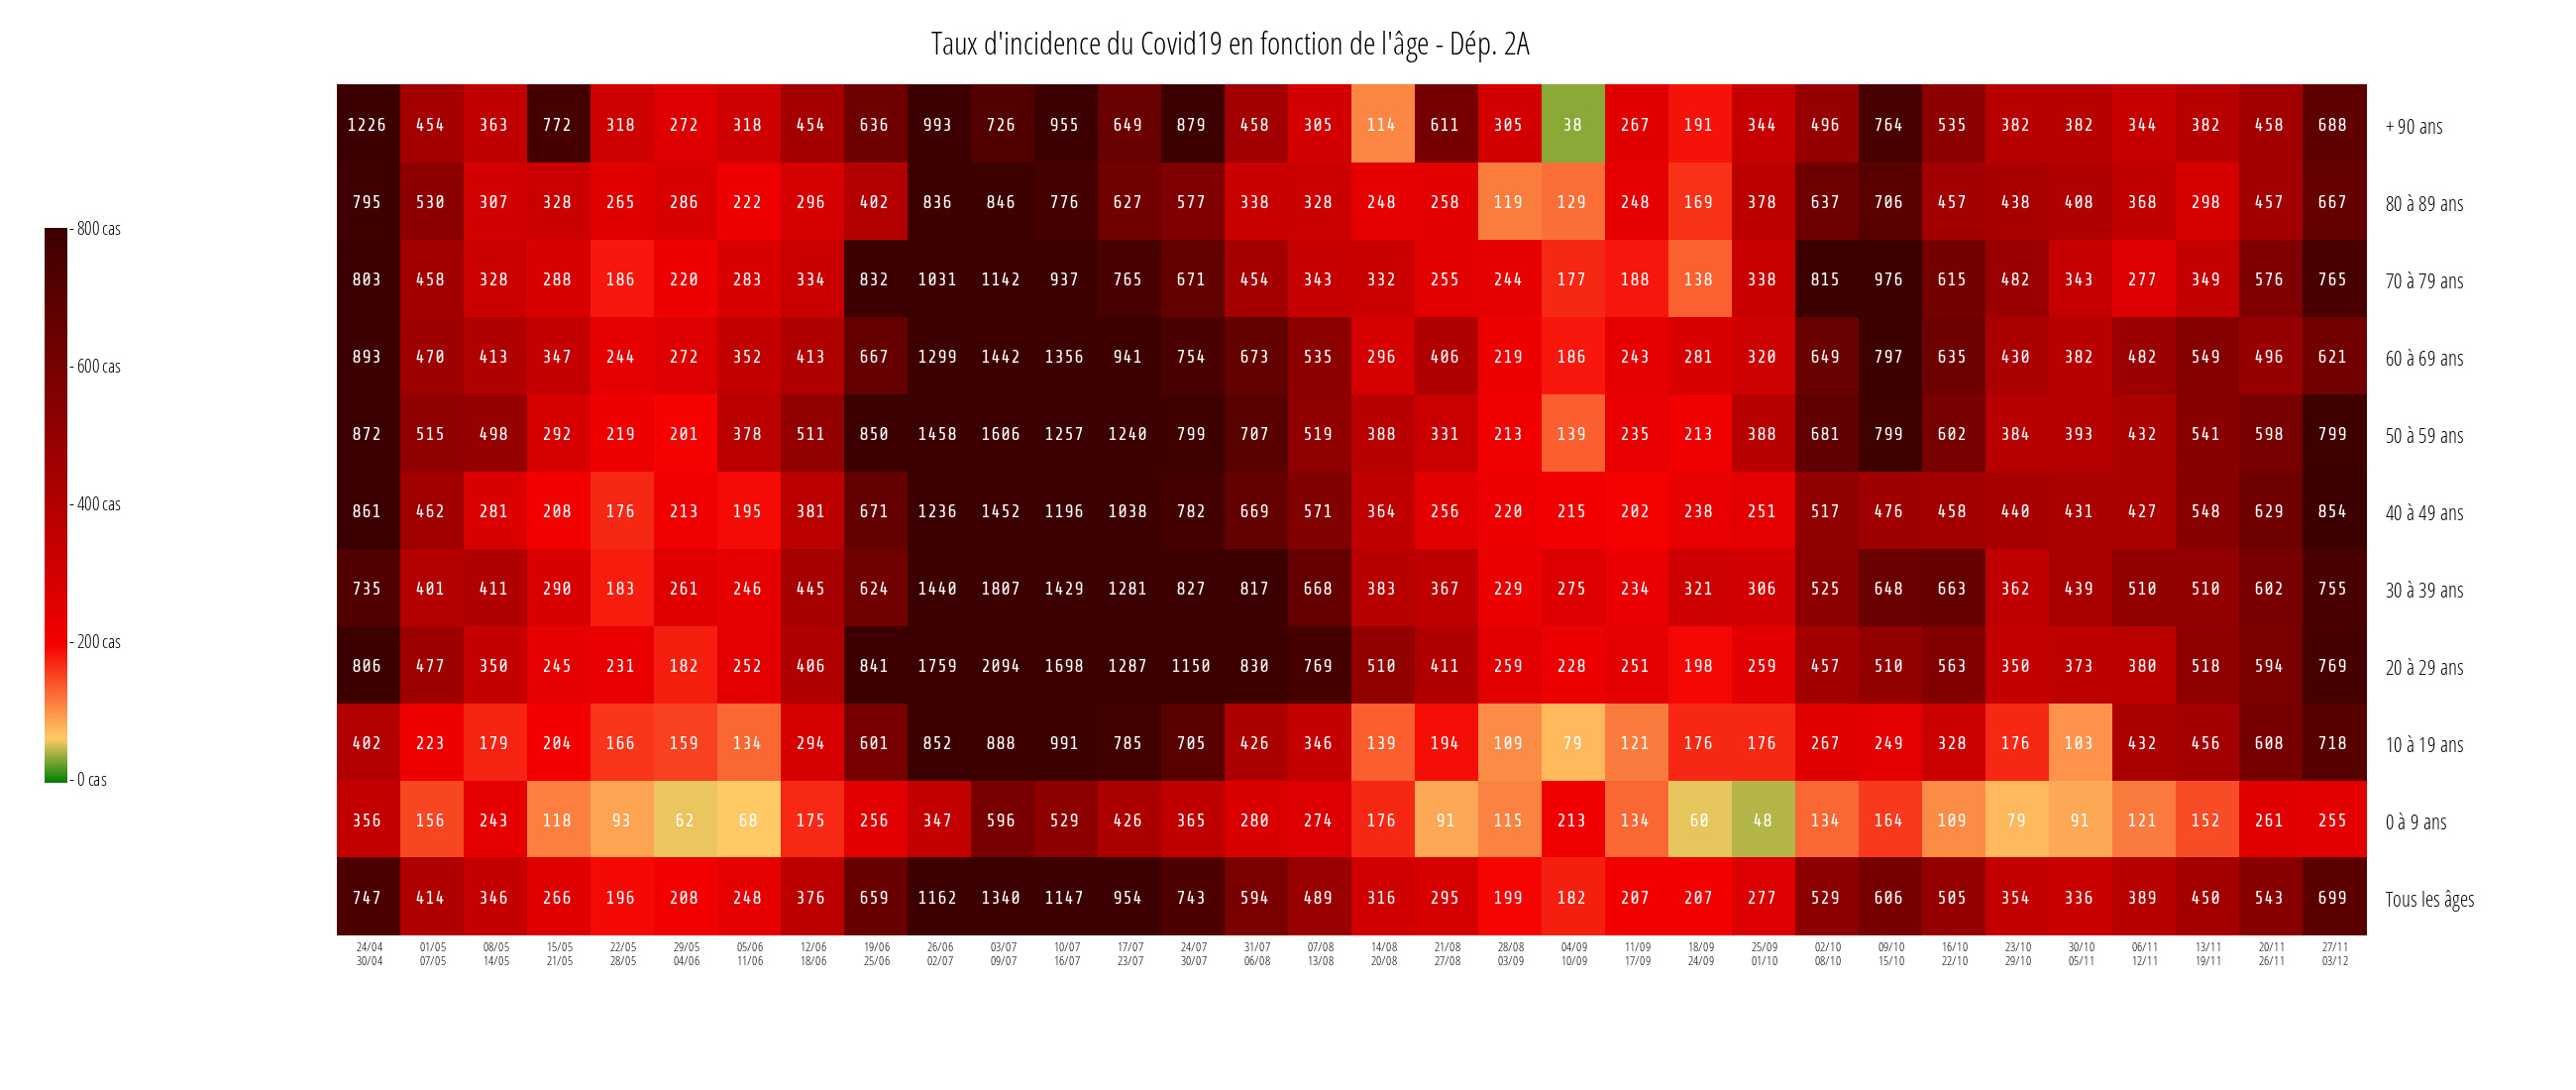 Taux d'incidence du Covid19 en fonction de l'âge - Dép. 2A
- 800 cas
- 600 cas
- 400 cas
- 200 cas
- 0 cas
1226 454 363 772 318 272 318 454 636 993 726 955 649 879 458 305 114 611 305 38 267 191 344 496 764 535 382 382 344 382 458 688 + 90 ans
795 530 307 328 265 286 222 296 402 836 846 776 627 577 338 328 248 258 119 129 248 169 378 637 706 457 438 408 368 298 457 667 80 à 89 ans
803 458 328 288 186 220 283 334 832 1031 1142 937 765 671 454 343 332 255 244 177 188 138 338 815 976 615 482 343 277 349 576 765 70 à 79 ans
893 470 413 347 244 272 352 413 667 1299 1442 1356 941 754 673 535 296 406 219 186 243 281 320 649 797 635 430 382 482 549 496 621 60 à 69 ans
872 515 498 292 219 201 378 511 850 1458 1606 1257 1240 799 707 519 388 331 213 139 235 213 388 681 799 602 384 393 432 541 598 799 50 à 59 ans
861 462 281 208 176 213 195 381 671 1236 1452 1196 1038 782 669 571 364 256 220 215 202 238 251 517 476 458 440 431 427 548 629 854 40 à 49 ans
735 401 411 290 183 261 246 445 624 1440 1807 1429 1281 827 817 668 383 367 229 275 234 321 306 525 648 663 362 439 510 510 602 755 30 à 39 ans
806 477 350 245 231 182 252 406 841 1759 2094 1698 1287 1150 830 769 510 411 259 228 251 198 259 457 510 563 350 373 380 518 594 769 20 à 29 ans
402 223 179 204 166 159 134 294 601 852 888 991 785 705 426 346 139 194 109 79 121 176 176 267 249 328 176 103 432 456 608 718 10 à 19 ans
356 156 243 118 93 62 68 175 256 347 596 529 426 365 280 274 176 91 115 213 134 60 48 134 164 109 79 91 121 152 261 255 0 à 9 ans
747 414 346 266 196 208 248 376 659 1162 1340 1147 954 743 594 489 316 295 199 182 207 207 277 529 606 505 354 336 389 450 543 699 Tous les âges
24/04 01/05 08/05 15/05 22/05 29/05 05/06 12/06 19/06 26/06 03/07 10/07 17/07 24/07 31/07 07/08 14/08 21/08 28/08 04/09 11/09 18/09 25/09 02/10 09/10 16/10 23/10 30/10 06/11 13/11 20/11 27/11
30/04 07/05 14/05 21/05 28/05 04/06 11/06 18/06 25/06 02/07 09/07 16/07 23/07 30/07 06/08 13/08 20/08 27/08 03/09 10/09 17/09 24/09 01/10 08/10 15/10 22/10 29/10 05/11 12/11 19/11 26/11 03/12